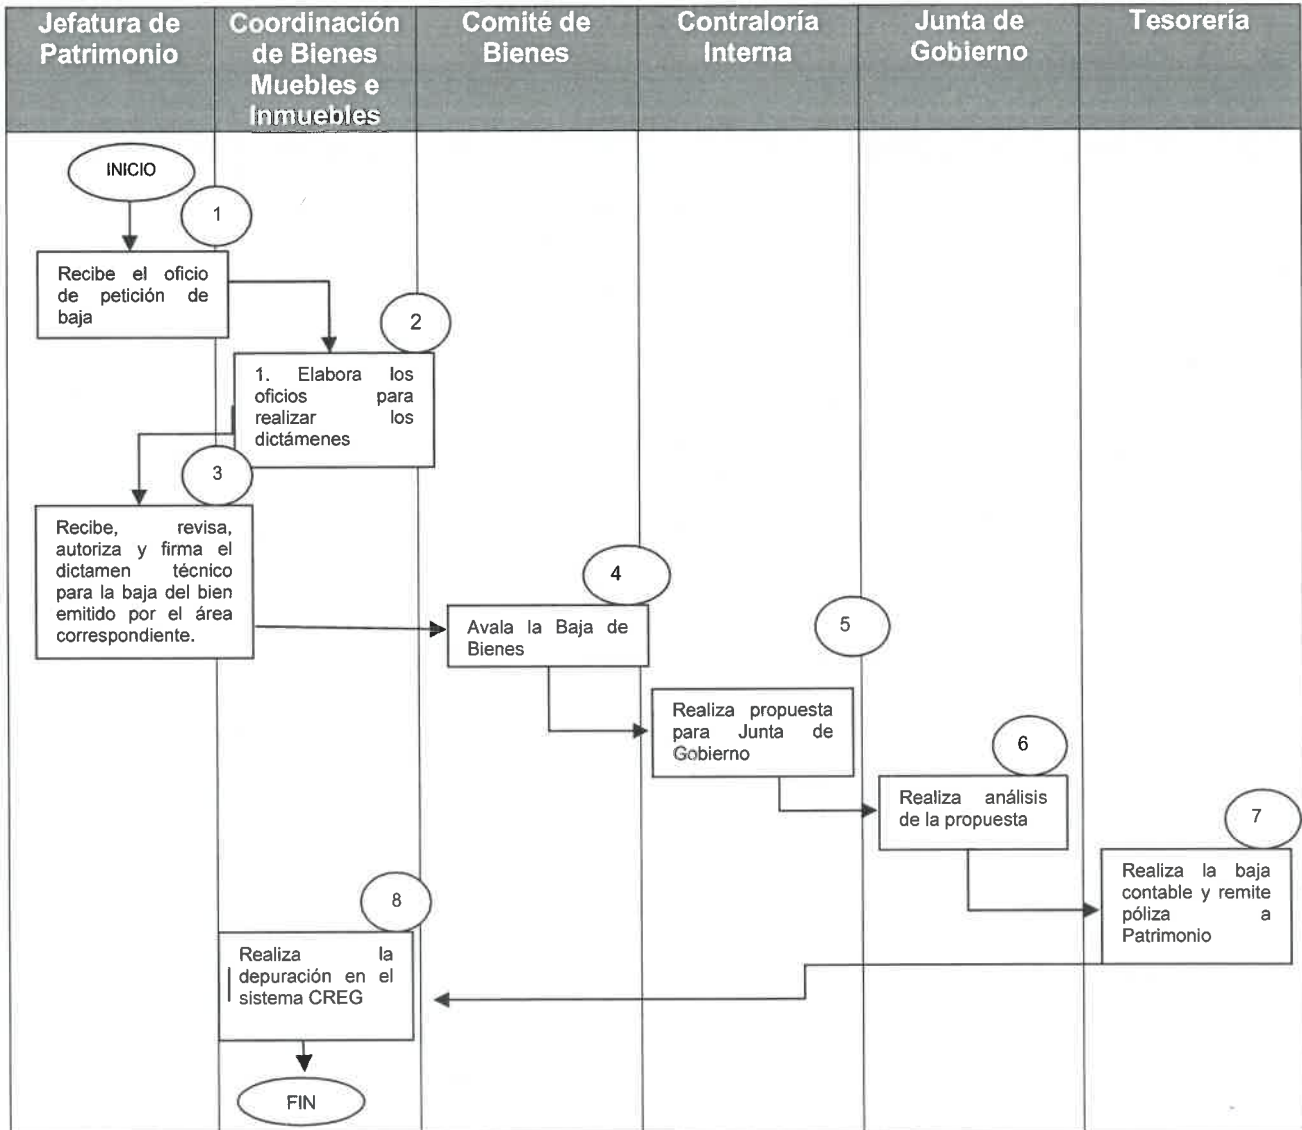 Jefatura de
Patrimonio
Coordinación
de Bienes
Muebles e
Inmuebles
Comité de
Bienes
Contraloría
Interna
Junta de
Gobierno
Tesorería
INICIO
1
Recibe el oficio
de petición de
baja
2
1. Elabora los
oficios para
realizar los
dictámenes
3
Recibe, revisa,
autoriza y firma el
dictamen técnico
para la baja del bien
emitido por el área
correspondiente.
4
Avala la Baja de
Bienes
5
Realiza propuesta
para Junta de
Gobierno
6
Realiza análisis
de la propuesta
7
Realiza la baja
contable y remite
póliza a
Patrimonio
8
Realiza la
depuración en el
sistema CREG
FIN